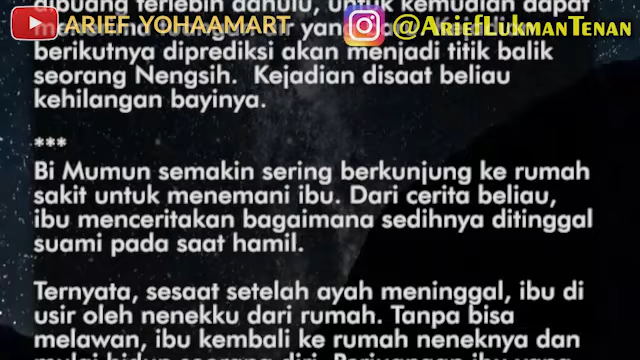 dibuang terlebih dahulu, untuk kemudian dapat
ARIEF YOHAAMART
@AriefLukmanTenan
berikutnya diprediksi akan menjadi titik balik
seorang Nengsih. Kejadian disaat beliau
kehilangan bayinya.
***
Bi Mumun semakin sering berkunjung ke rumah
sakit untuk menemani ibu. Dari cerita beliau,
ibu menceritakan bagaimana sedihnya ditinggal
suami pada saat hamil.
Ternyata, sesaat setelah ayah meninggal, ibu di
usir oleh nenekku dari rumah. Tanpa bisa
melawan, ibu kembali ke rumah neneknya dan